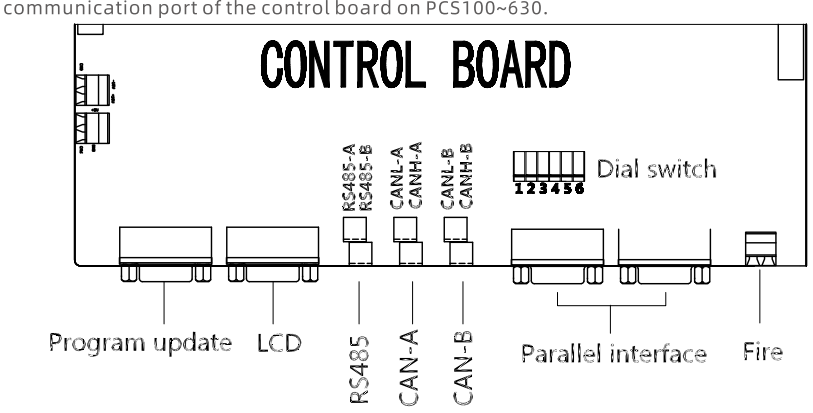 communication port of the control board on PCS100~630.
CONTROL BOARD
RS485-A
RS485-B
CANL-A
CANH-A
CANL-B
CANH-B
Dial switch
123456
Program update
LCD
RS485
CAN-A
CAN-B
Parallel interface
Fire